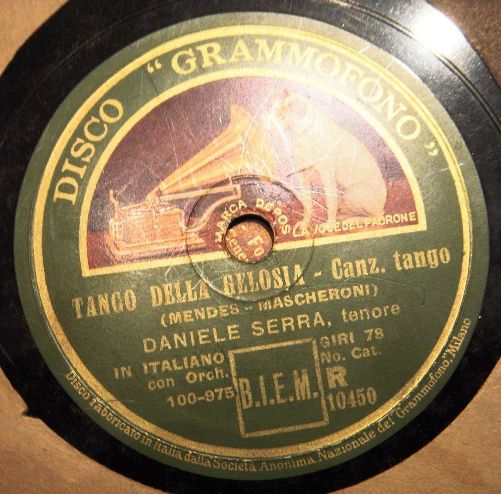 DISCO "GRAMMOFONO"
MARCA DEPOS
LA VOCE DEL PADRONE
TANGO DELLA GELOSIA - Canz. tango
(MENDES - MASCHERONI)
DANIELE SERRA, tenore
IN ITALIANO
con Orch.
100-975
B.I.E.M.
GIRI 78
No. Cat.
R
10450
Disco Fabbricato in Italia dalla Società Anonima Nazionale del "Grammofono", Milano